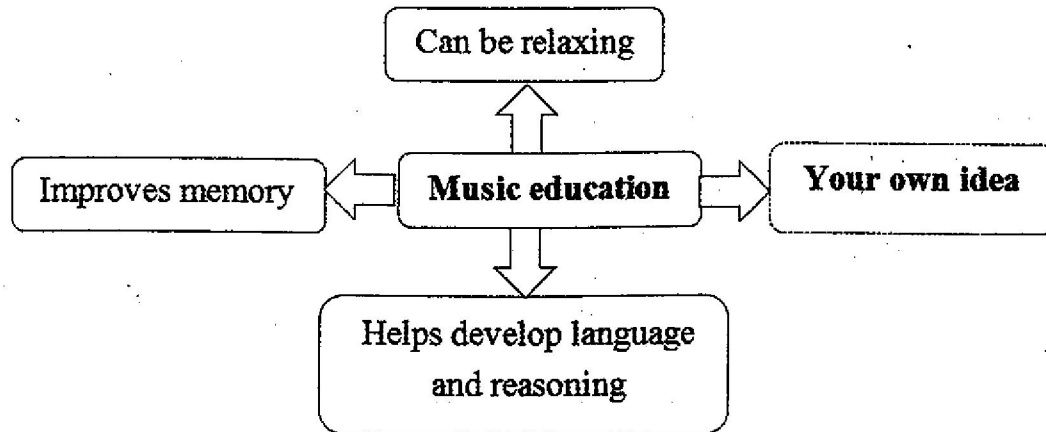 Can be relaxing
Improves memory
Music education
Your own idea
Helps develop language
and reasoning